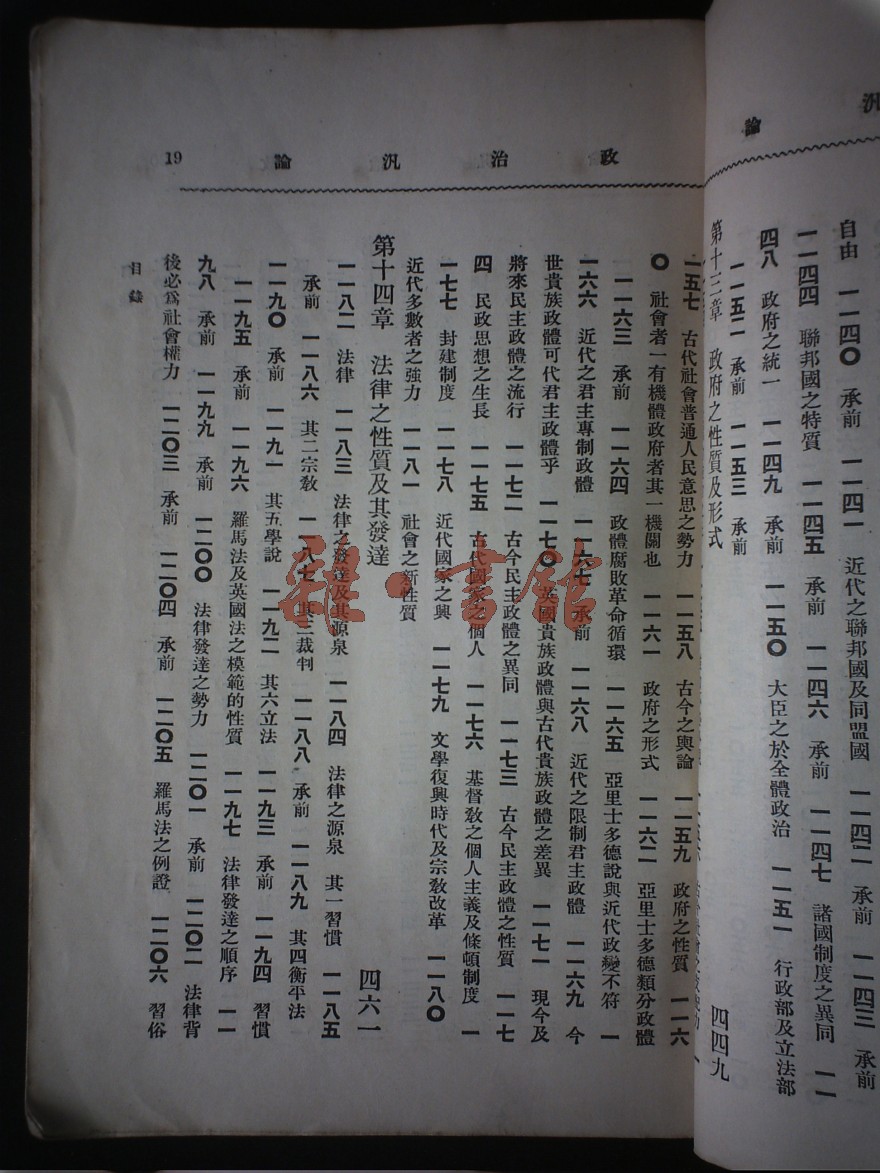 汎　論
自由　一一四〇　承前　一一四一　近代之聯邦國及同盟國　一一四二　承前　一一四三　承前
一一四四　聯邦國之特質　一一四五　承前　一一四六　承前　一一四七　諸國制度之異同　一一
四八　政府之統一　一一四九　承前　一一五〇　大臣之於全體政治　一一五一　行政部及立法部
一一五二　承前　一一五三　承前
第十三章　政府之性質及形式　四四九
政治汎論　19
一一五七　古代社會普通人民意思之勢力　一一五八　古今之輿論　一一五九　政府之性質　一一六
〇　社會者一有機體政府者其一機關也　一一六一　政府之形式　一一六二　亞里士多德類分政體
一一六三　承前　一一六四　政體腐敗革命循環　一一六五　亞里士多德說與近代政變不符　一
一六六　近代之君主專制政體　一一六七　承前　一一六八　近代之限制君主政體　一一六九　今
世貴族政體可代君主政體乎　一一七〇　英國貴族政體與古代貴族政體之差異　一一七一　現今及
將來民主政體之流行　一一七二　古今民主政體之異同　一一七三　古今民主政體之性質　一一七
四　民政思想之生長　一一七五　古代國家之個人　一一七六　基督敎之個人主義及條頓制度　一
一七七　封建制度　一一七八　近代國家之興　一一七九　文學復興時代及宗敎改革　一一八〇
近代多數者之強力　一一八一　社會之新性質
第十四章　法律之性質及其發達　四六一
一一八二　法律　一一八三　法律之發達及其源泉　一一八四　法律之源泉　其一習慣　一一八五
承前　一一八六　其二宗敎　一一八七　其三裁判　一一八八　承前　一一八九　其四衡平法
一一九〇　承前　一一九一　其五學說　一一九二　其六立法　一一九三　承前　一一九四　習慣
一一九五　承前　一一九六　羅馬法及英國法之模範的性質　一一九七　法律發達之順序　一一
九八　承前　一一九九　承前　一二〇〇　法律發達之勢力　一二〇一　承前　一二〇二　法律背
後必爲社會權力　一二〇三　承前　一二〇四　承前　一二〇五　羅馬法之例證　一二〇六　習俗
目錄